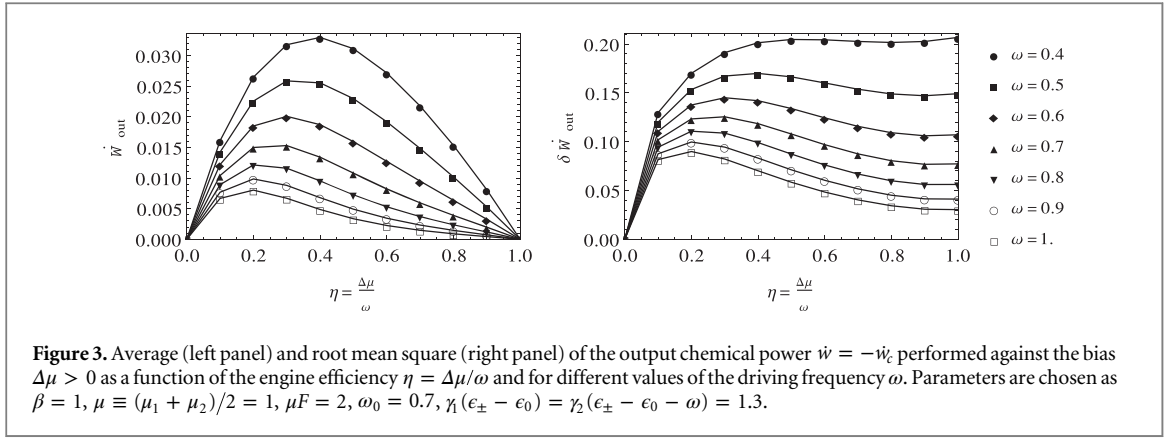 0.030
0.025
0.020
0.015
0.010
0.005
0.000
Ẇ out
0.0 0.2 0.4 0.6 0.8 1.0
η = Δμ/ω
0.20
0.15
0.10
0.05
0.00
δ Ẇ out
0.0 0.2 0.4 0.6 0.8 1.0
η = Δμ/ω
ω = 0.4
ω = 0.5
ω = 0.6
ω = 0.7
ω = 0.8
ω = 0.9
ω = 1.
Figure 3. Average (left panel) and root mean square (right panel) of the output chemical power ẇ = −ẇ_c performed against the bias
Δμ > 0 as a function of the engine efficiency η = Δμ/ω and for different values of the driving frequency ω. Parameters are chosen as
β = 1, μ ≡ (μ₁ + μ₂)/2 = 1, μF = 2, ω₀ = 0.7, γ₁(ϵ± − ϵ₀) = γ₂(ϵ± − ϵ₀ − ω) = 1.3.